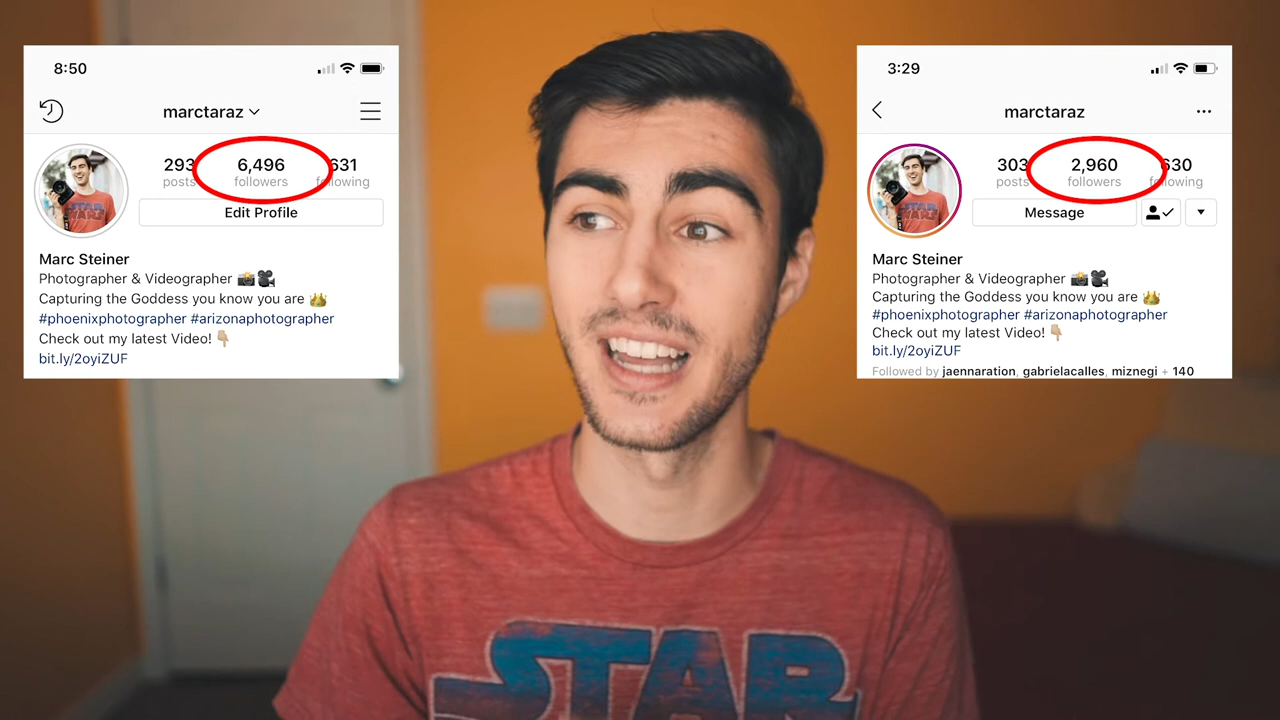 8:50
marctaraz
293 6,496 631
posts followers following
Edit Profile
Marc Steiner
Photographer & Videographer 📸🎥
Capturing the Goddess you know you are 👑
#phoenixphotographer #arizonaphotographer
Check out my latest Video! 👇🏼
bit.ly/2oyiZUF
3:29
marctaraz
303 2,960 630
posts followers following
Message
Marc Steiner
Photographer & Videographer 📸🎥
Capturing the Goddess you know you are 👑
#phoenixphotographer #arizonaphotographer
Check out my latest Video! 👇🏼
bit.ly/2oyiZUF
Followed by jaennaration, gabrielacalles, miznegi + 140
STAR